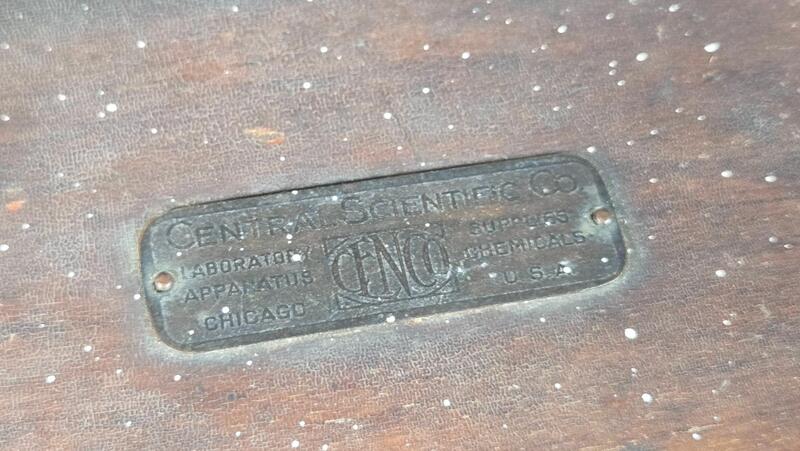 CENTRAL SCIENTIFIC CO.
LABORATORY
APPARATUS
CHICAGO
CENCO
SUPPLIES
CHEMICALS
U.S.A.